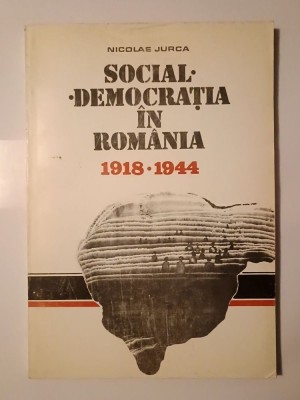 NICOLAE JURCA
SOCIAL·
·DEMOCRAȚIA
ÎN
ROMÂNIA
1918·1944